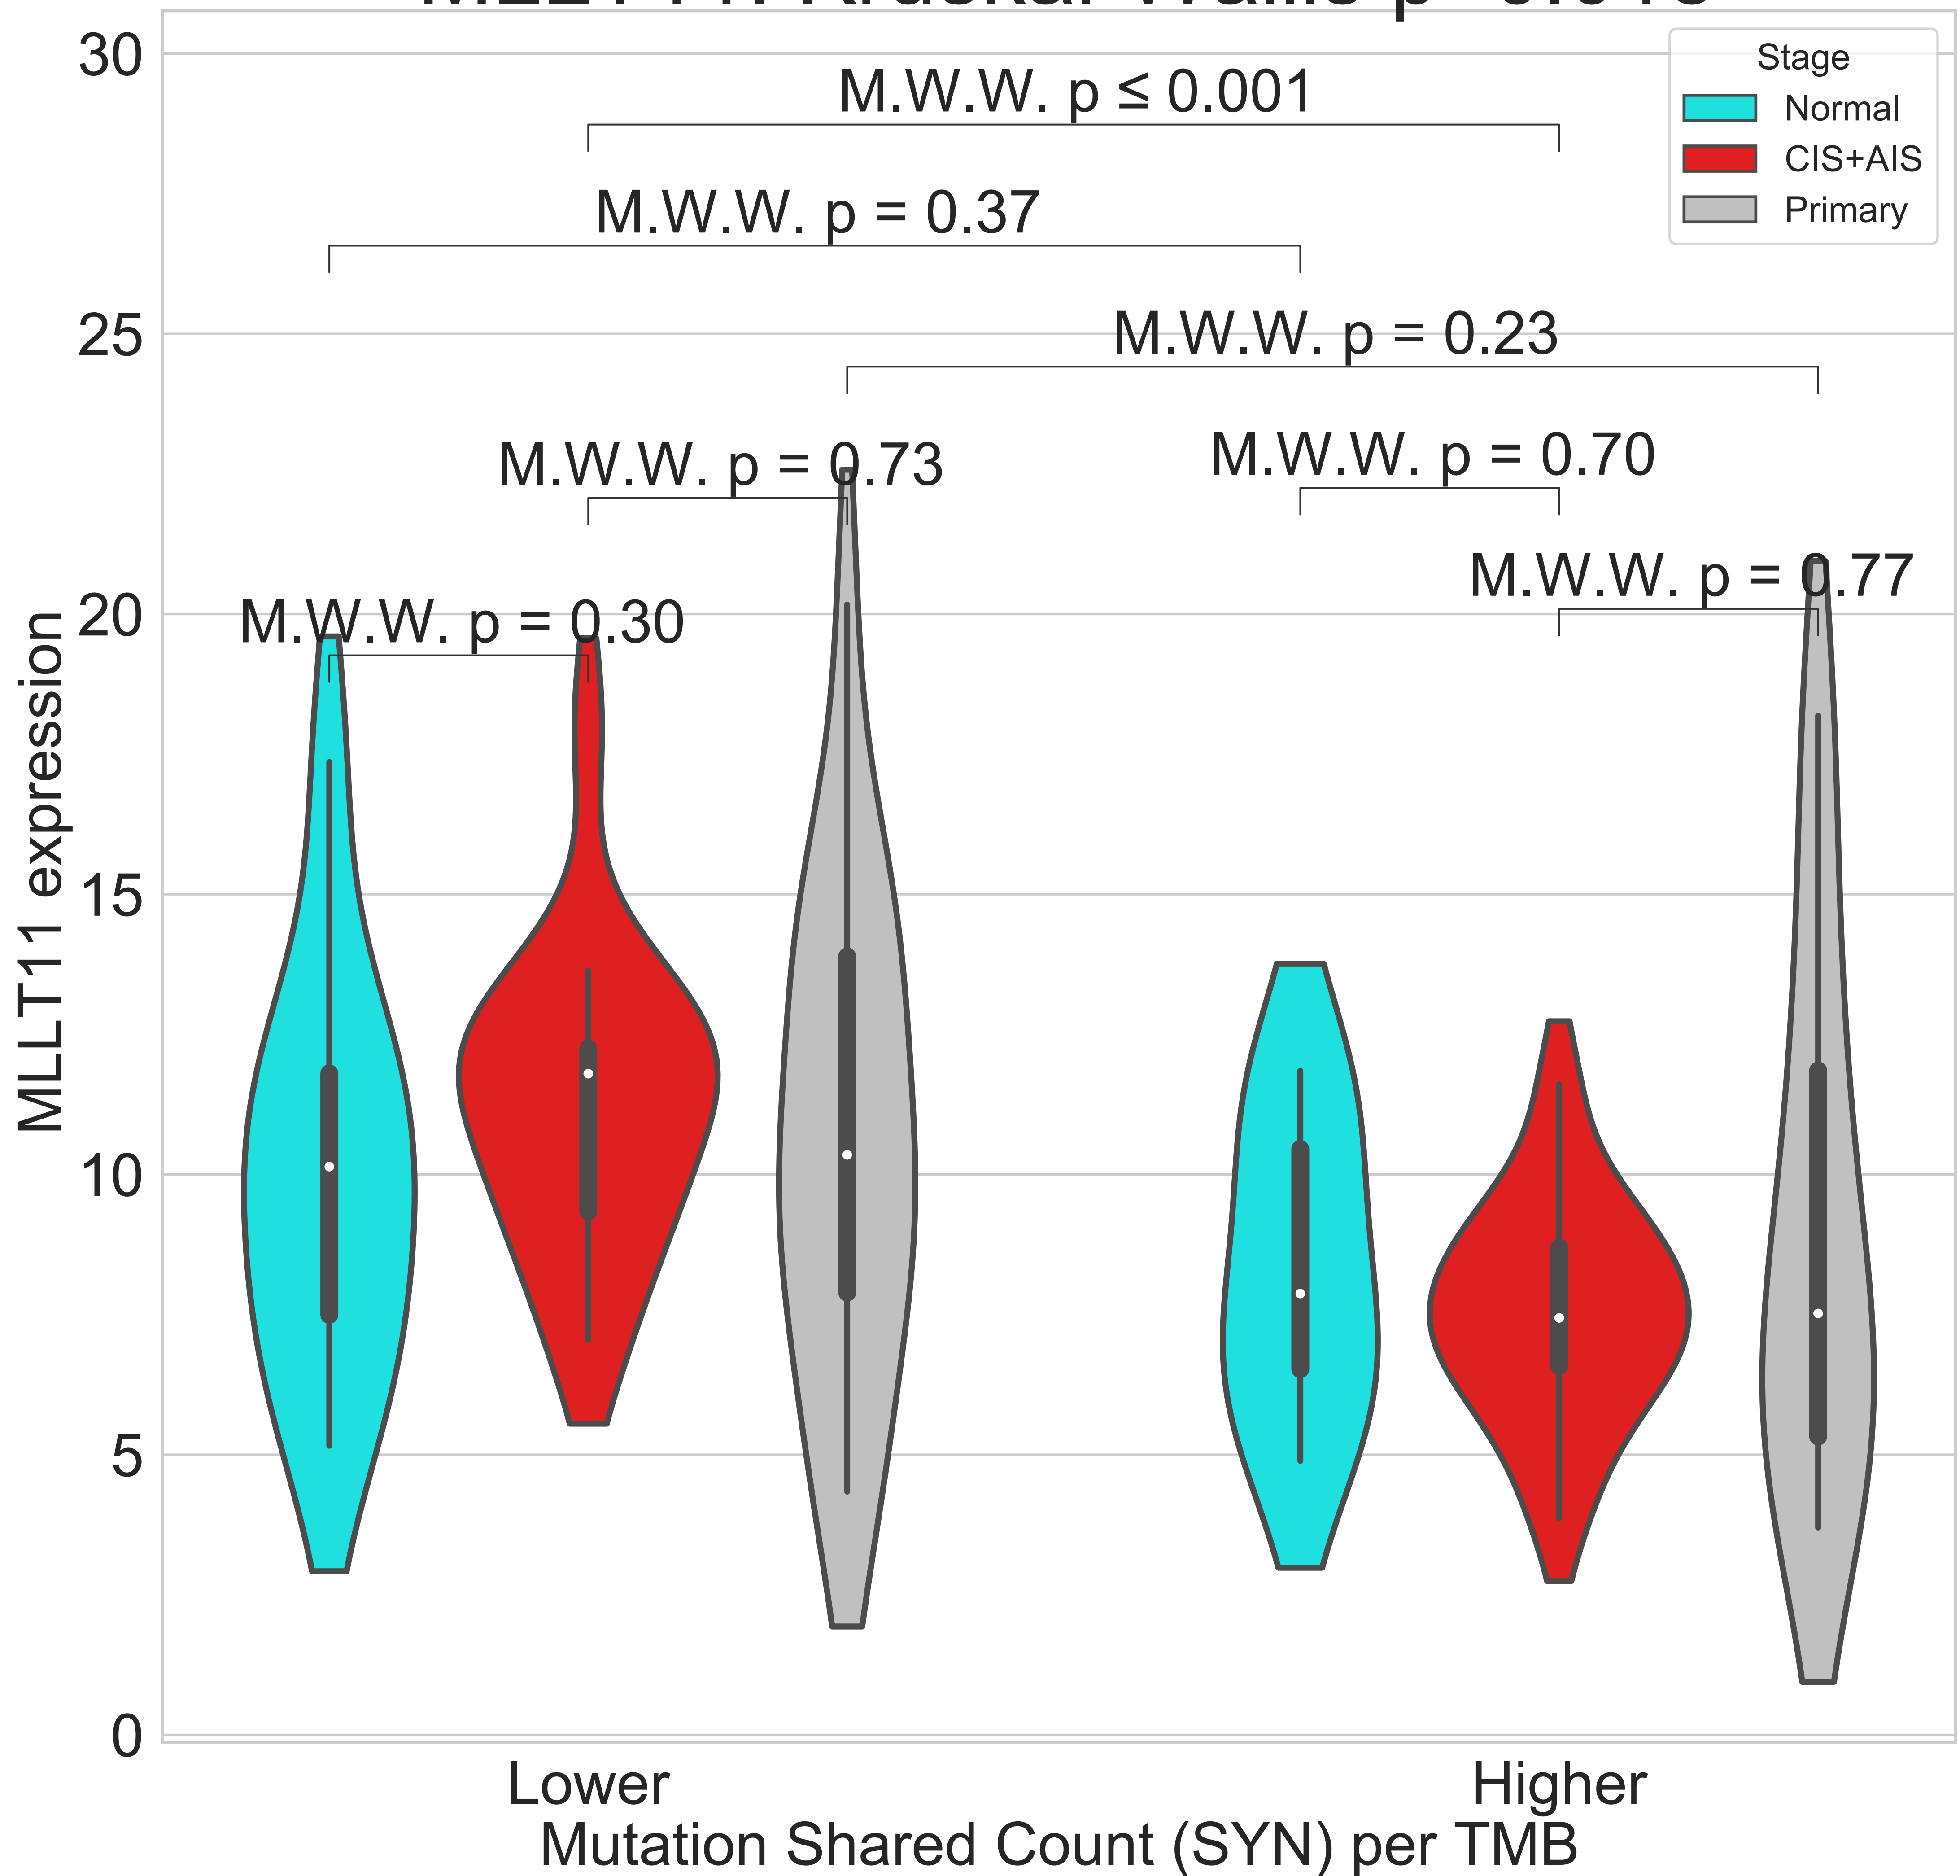 30
Stage
Normal
CIS+AIS
Primary
M.W.W. p ≤ 0.001
M.W.W. p = 0.37
25
M.W.W. p = 0.23
M.W.W. p = 0.73
M.W.W. p = 0.70
M.W.W. p = 0.77
20
M.W.W. p = 0.30
MLLT11 expression
15
10
5
0
Lower
Higher
Mutation Shared Count (SYN) per TMB